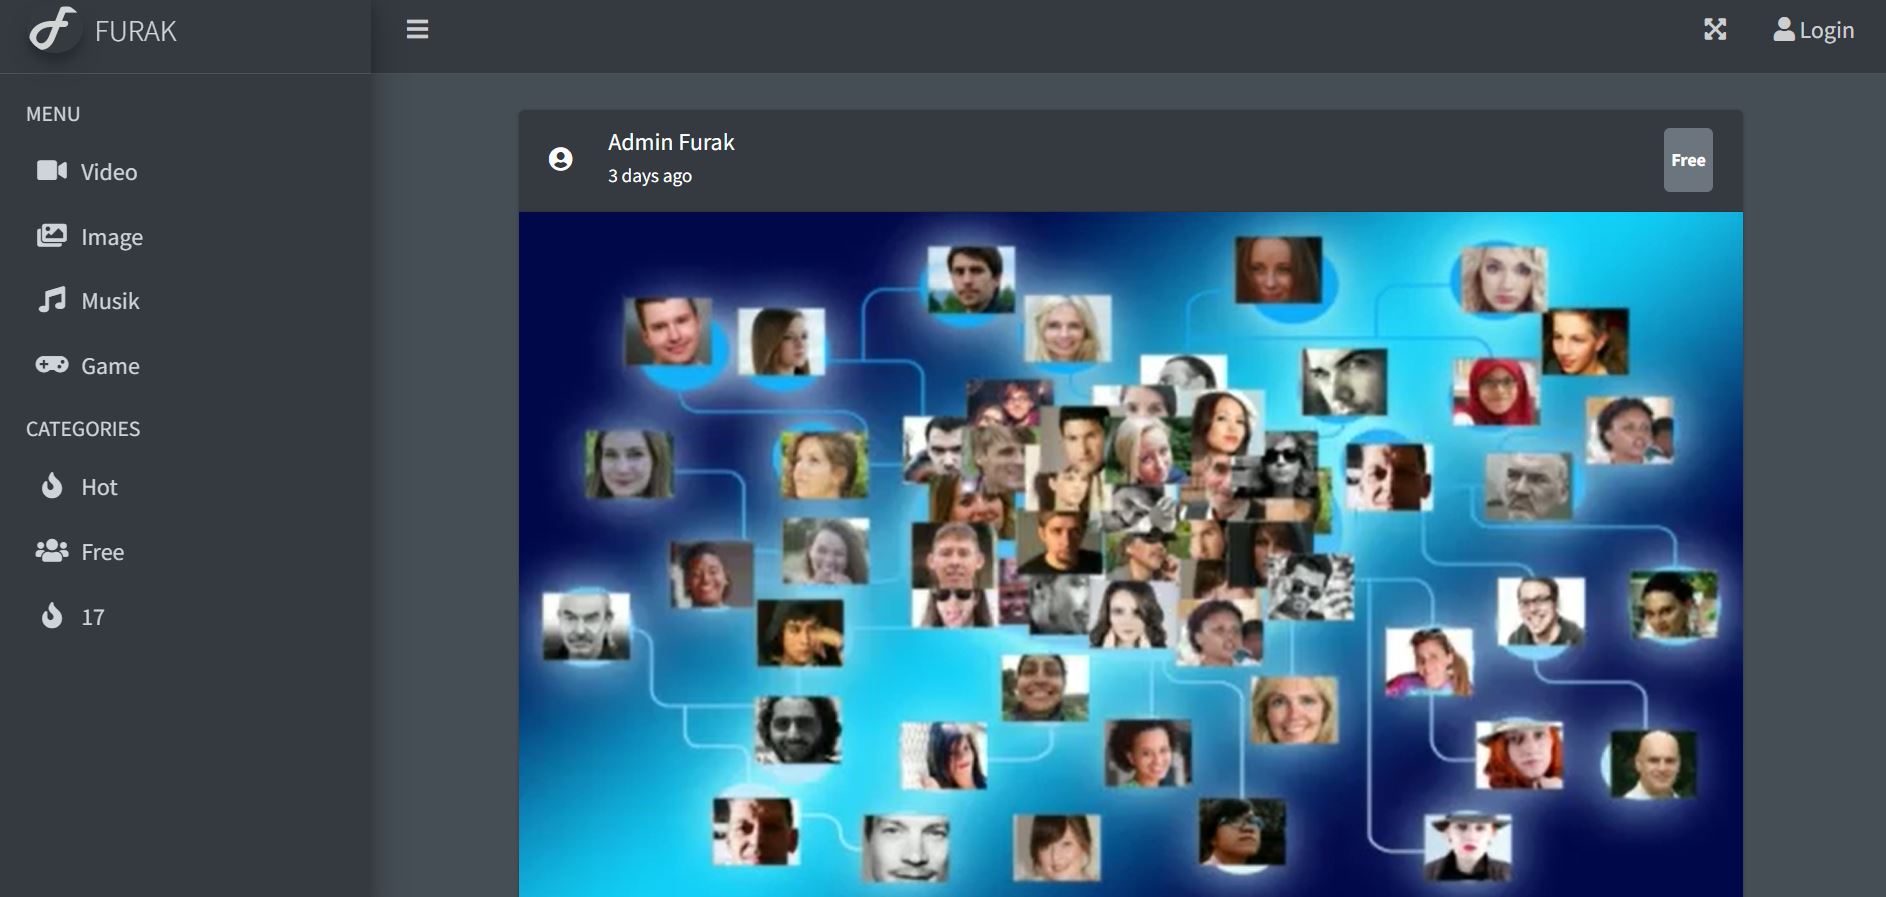 FURAK
Login
MENU
Video
Image
Musik
Game
CATEGORIES
Hot
Free
17
Admin Furak
3 days ago
Free